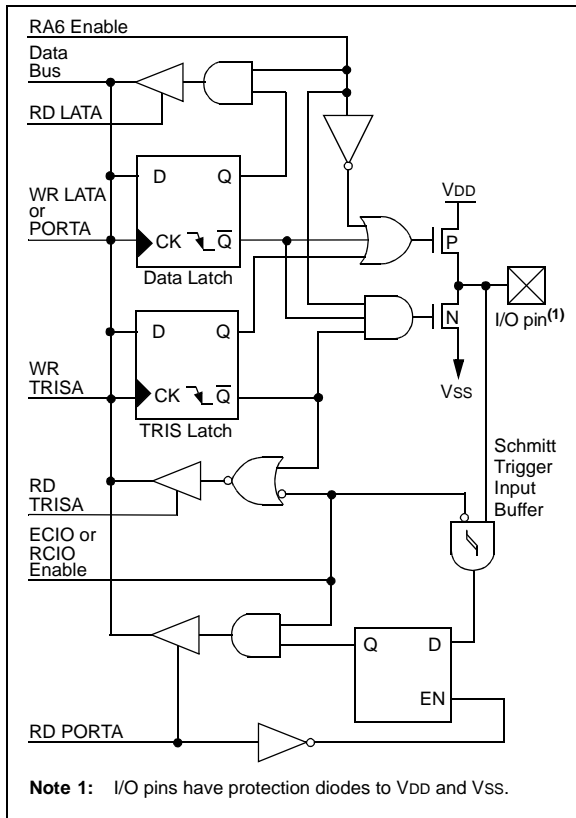 RA6 Enable
Data
Bus
RD LATA
D
Q
VDD
WR LATA
or
PORTA
CK
Q
P
Data Latch
N
I/O pin(1)
D
Q
WR
TRISA
CK
Q
VSS
TRIS Latch
Schmitt
Trigger
Input
Buffer
RD
TRISA
ECIO or
RCIO
Enable
Q
D
EN
RD PORTA
Note 1: I/O pins have protection diodes to VDD and VSS.